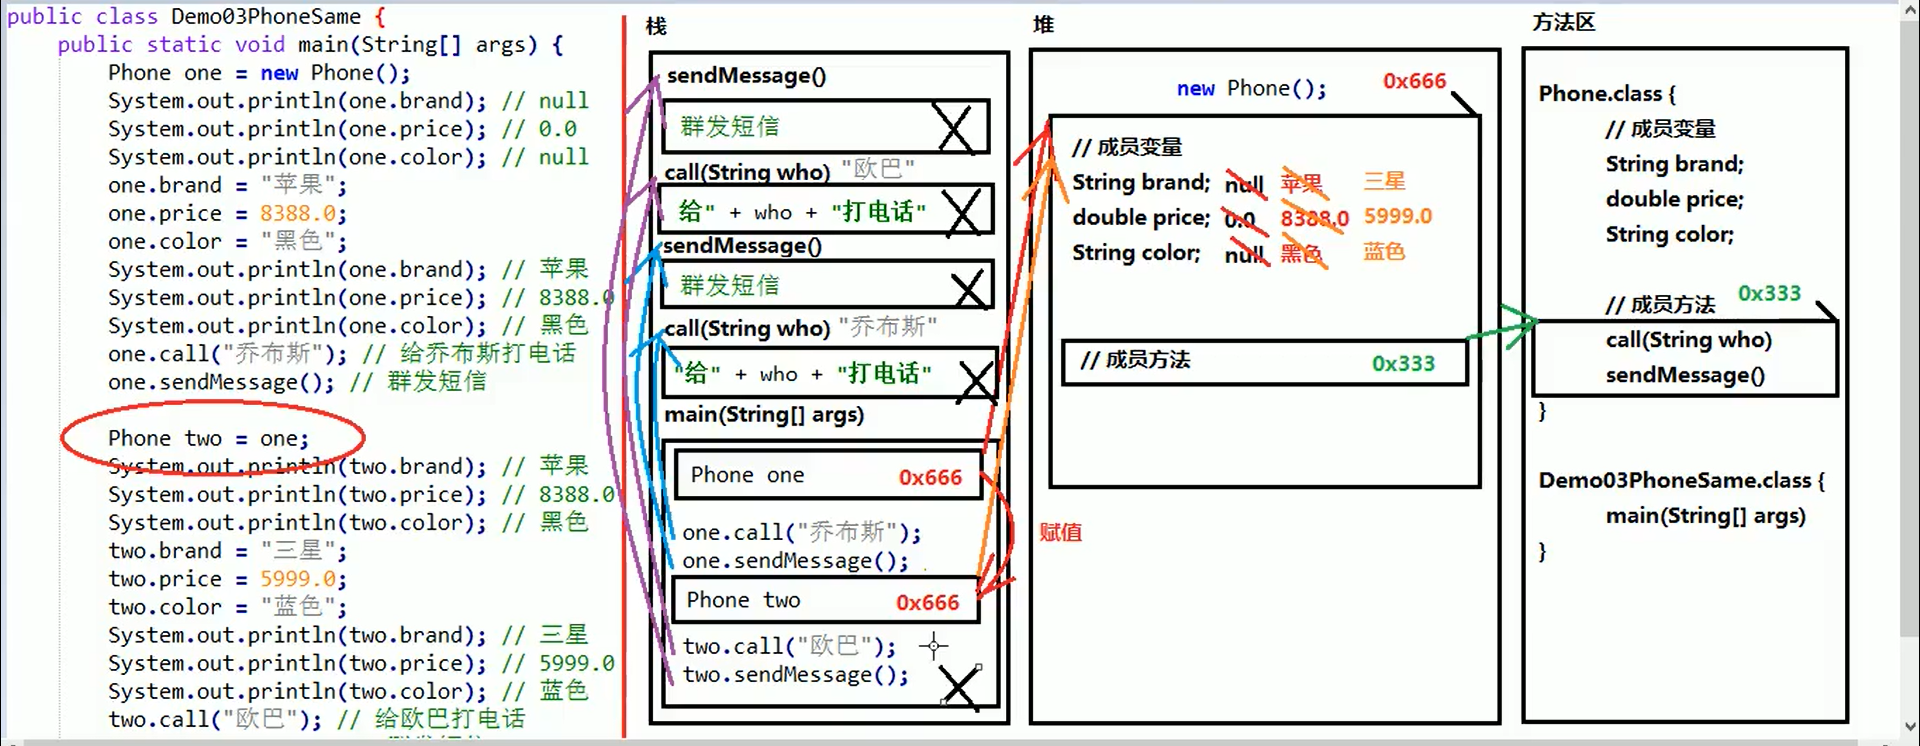 public class Demo03PhoneSame {
public static void main(String[] args) {
Phone one = new Phone();
System.out.println(one.brand); // null
System.out.println(one.price); // 0.0
System.out.println(one.color); // null
one.brand = "苹果";
one.price = 8388.0;
one.color = "黑色";
System.out.println(one.brand); // 苹果
System.out.println(one.price); // 8388.0
System.out.println(one.color); // 黑色
one.call("乔布斯"); // 给乔布斯打电话
one.sendMessage(); // 群发短信
Phone two = one;
System.out.println(two.brand); // 苹果
System.out.println(two.price); // 8388.0
System.out.println(two.color); // 黑色
two.brand = "三星";
two.price = 5999.0;
two.color = "蓝色";
System.out.println(two.brand); // 三星
System.out.println(two.price); // 5999.0
System.out.println(two.color); // 蓝色
two.call("欧巴"); // 给欧巴打电话
栈
sendMessage()
群发短信
call(String who) "欧巴"
给" + who + "打电话"
sendMessage()
群发短信
call(String who) "乔布斯"
"给" + who + "打电话"
main(String[] args)
Phone one 0x666
one.call("乔布斯");
one.sendMessage();
Phone two 0x666
two.call("欧巴");
two.sendMessage();
赋值
堆
new Phone(); 0x666
// 成员变量
String brand; null 苹果 三星
double price; 0.0 8388.0 5999.0
String color; null 黑色 蓝色
// 成员方法 0x333
方法区
Phone.class {
// 成员变量
String brand;
double price;
String color;
// 成员方法 0x333
call(String who)
sendMessage()
}
Demo03PhoneSame.class {
main(String[] args)
}